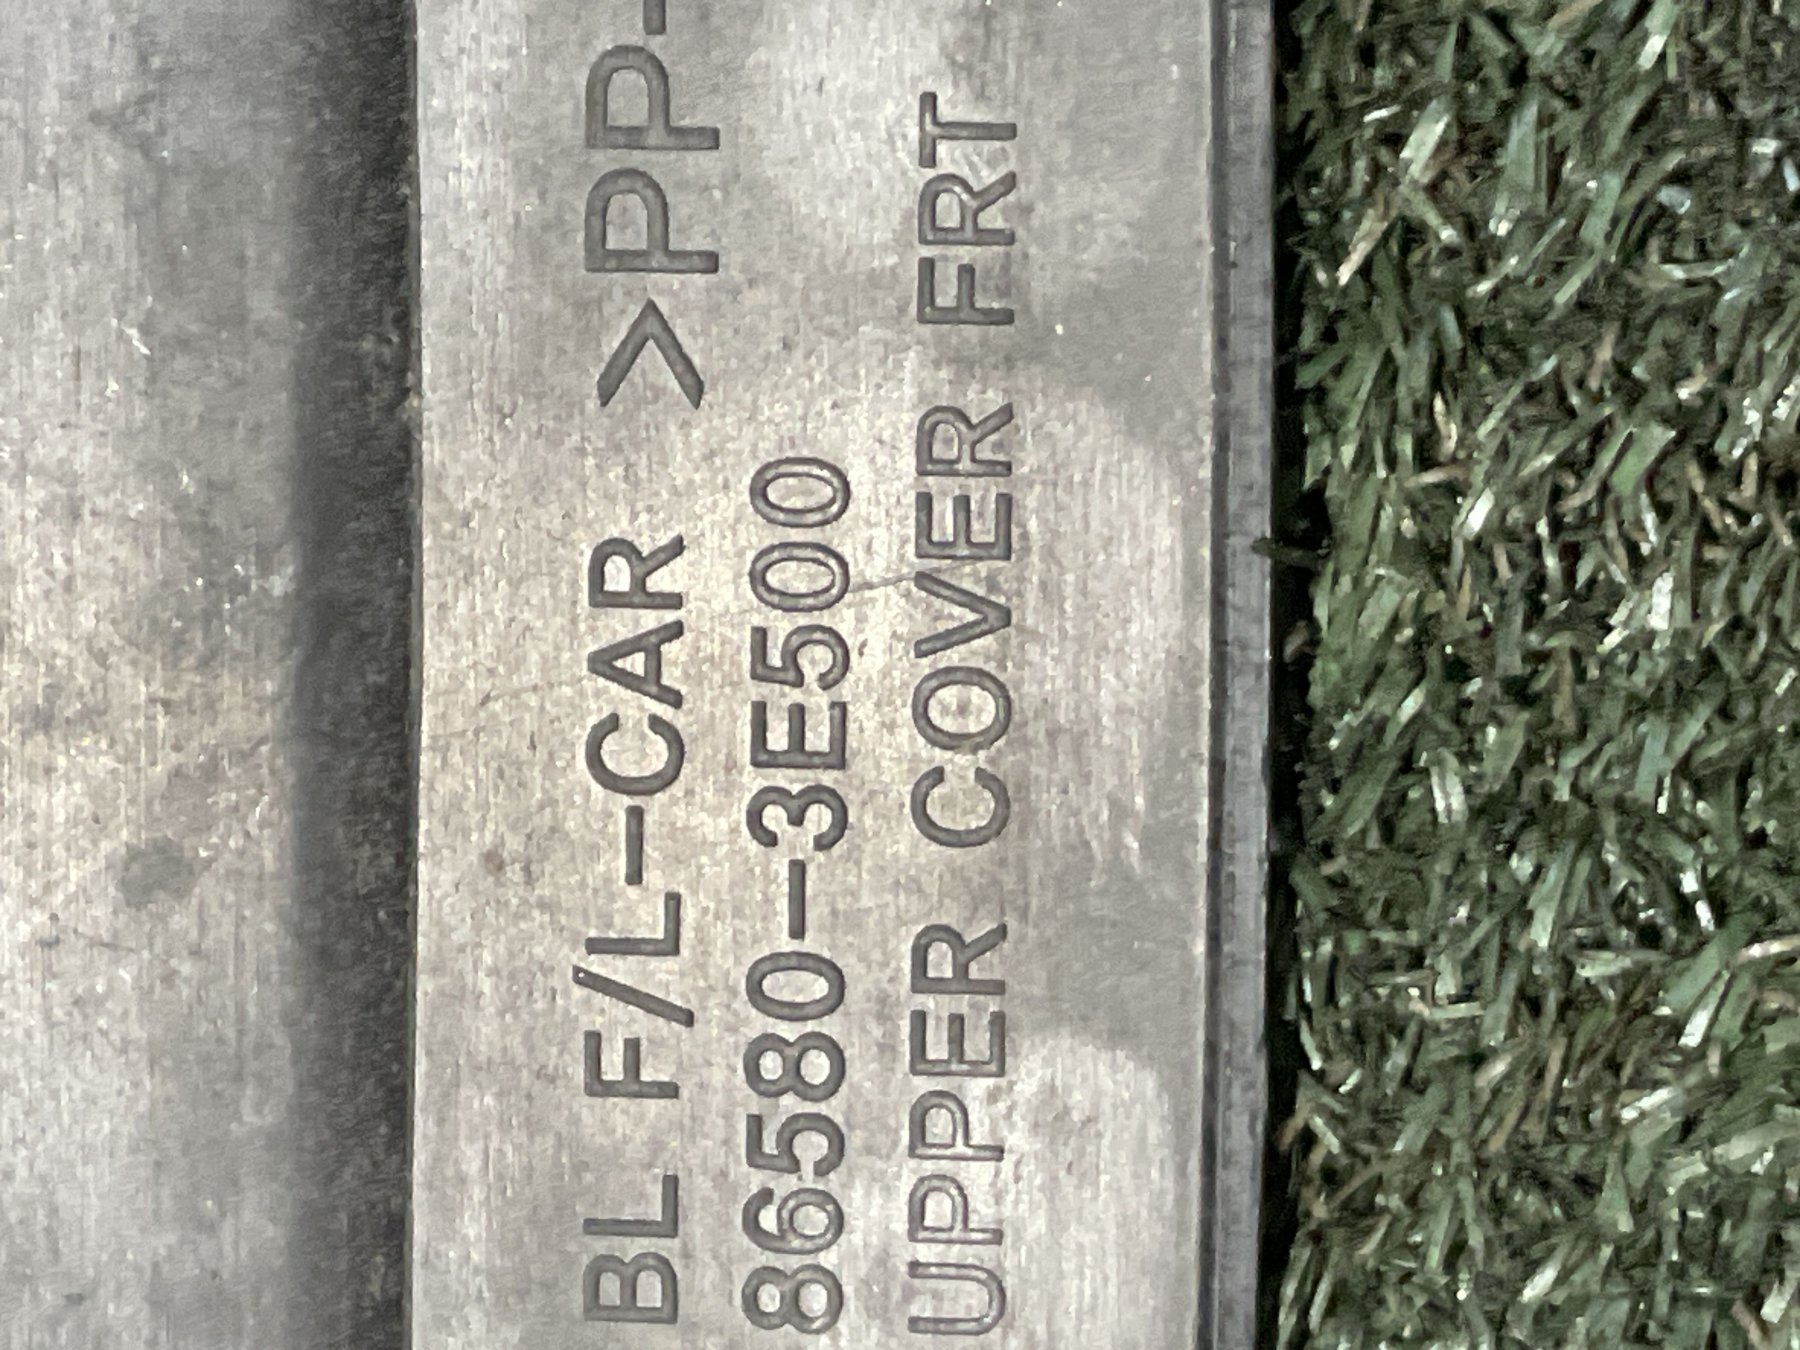 BL F/L-CAR >PP-
86580-3E500
UPPER COVER FRT